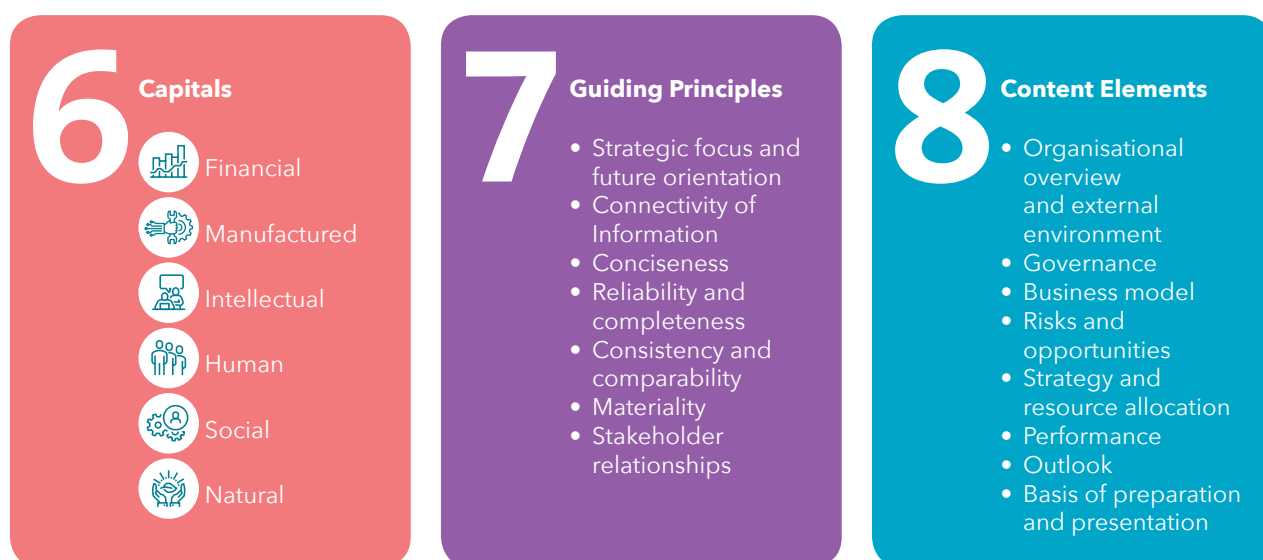 6
Capitals
Financial
Manufactured
Intellectual
Human
Social
Natural
7
Guiding Principles
• Strategic focus and
future orientation
• Connectivity of
Information
• Conciseness
• Reliability and
completeness
• Consistency and
comparability
• Materiality
• Stakeholder
relationships
8
Content Elements
• Organisational
overview
and external
environment
• Governance
• Business model
• Risks and
opportunities
• Strategy and
resource allocation
• Performance
• Outlook
• Basis of preparation
and presentation